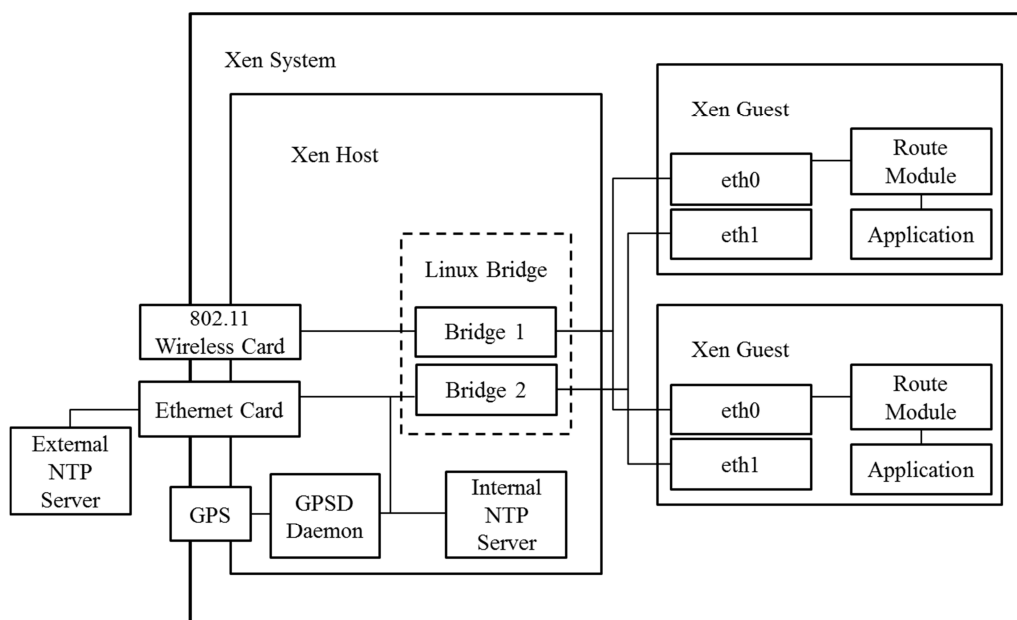 Xen System
Xen Host
Linux Bridge
Bridge 1
Bridge 2
802.11
Wireless Card
Ethernet Card
External
NTP
Server
GPS
GPSD
Daemon
Internal
NTP
Server
Xen Guest
eth0
eth1
Route
Module
Application
Xen Guest
eth0
eth1
Route
Module
Application